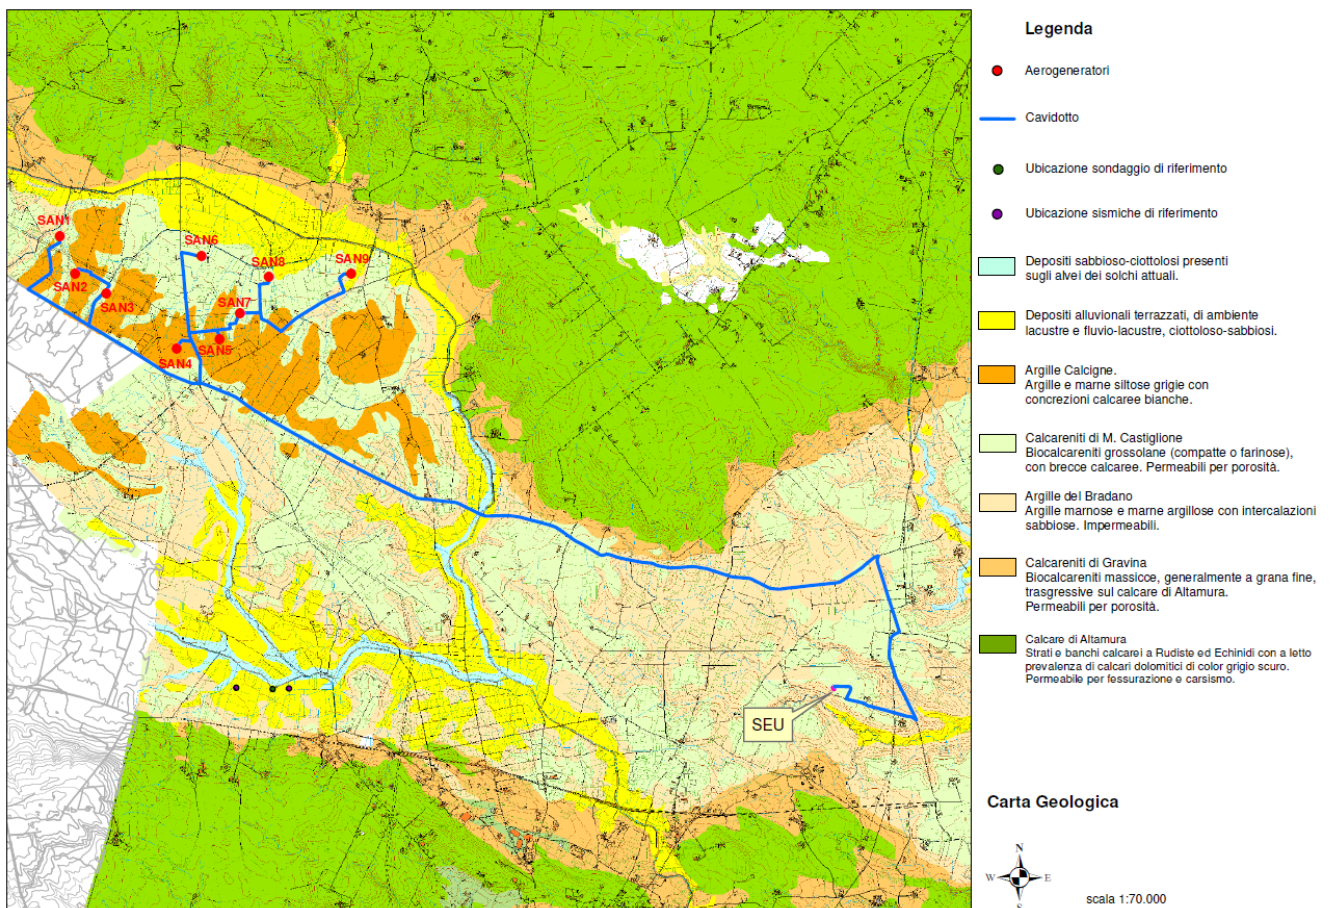 Legenda
Aerogeneratori
Cavidotto
Ubicazione sondaggio di riferimento
Ubicazione sismiche di riferimento
Depositi sabbioso-ciottolosi presenti
sugli alvei dei solchi attuali.
Depositi alluvionali terrazzati, di ambiente
lacustre e fluvio-lacustre, ciottoloso-sabbiosi.
Argille Calcigne.
Argille e marne siltose grigie con
concrezioni calcaree bianche.
Calcareniti di M. Castiglione
Biocalcareniti grossolane (compatte o farinose),
con brecce calcaree. Permeabili per porosità.
Argille del Bradano
Argille marnose e marne argillose con intercalazioni
sabbiose. Impermeabili.
Calcareniti di Gravina
Biocalcareniti massicce, generalmente a grana fine,
trasgressive sul calcare di Altamura.
Permeabili per porosità.
Calcare di Altamura
Strati e banchi calcarei a Rudiste ed Echinidi con a letto
prevalenza di calcari dolomitici di color grigio scuro.
Permeabile per fessurazione e carsismo.
SAN1
SAN6
SAN8
SAN9
SAN2
SAN3
SAN7
SAN5
SAN4
SEU
Carta Geologica
N
W
E
S
scala 1:70.000